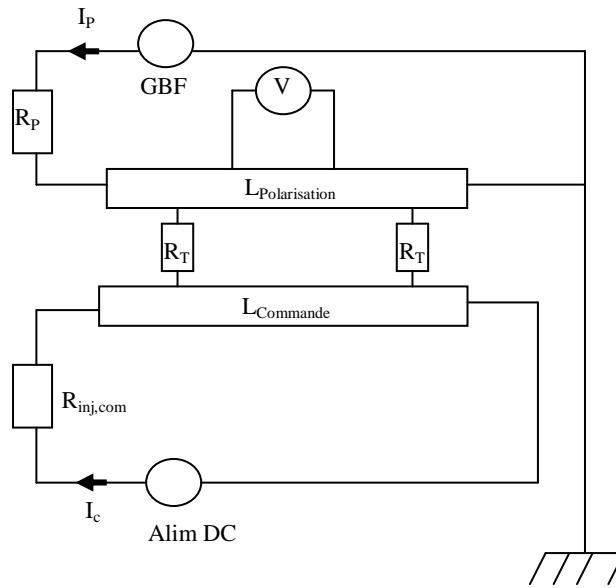 I_P
GBF
V
R_P
L_Polarisation
R_T R_T
L_Commande
R_inj,com
I_c
Alim DC